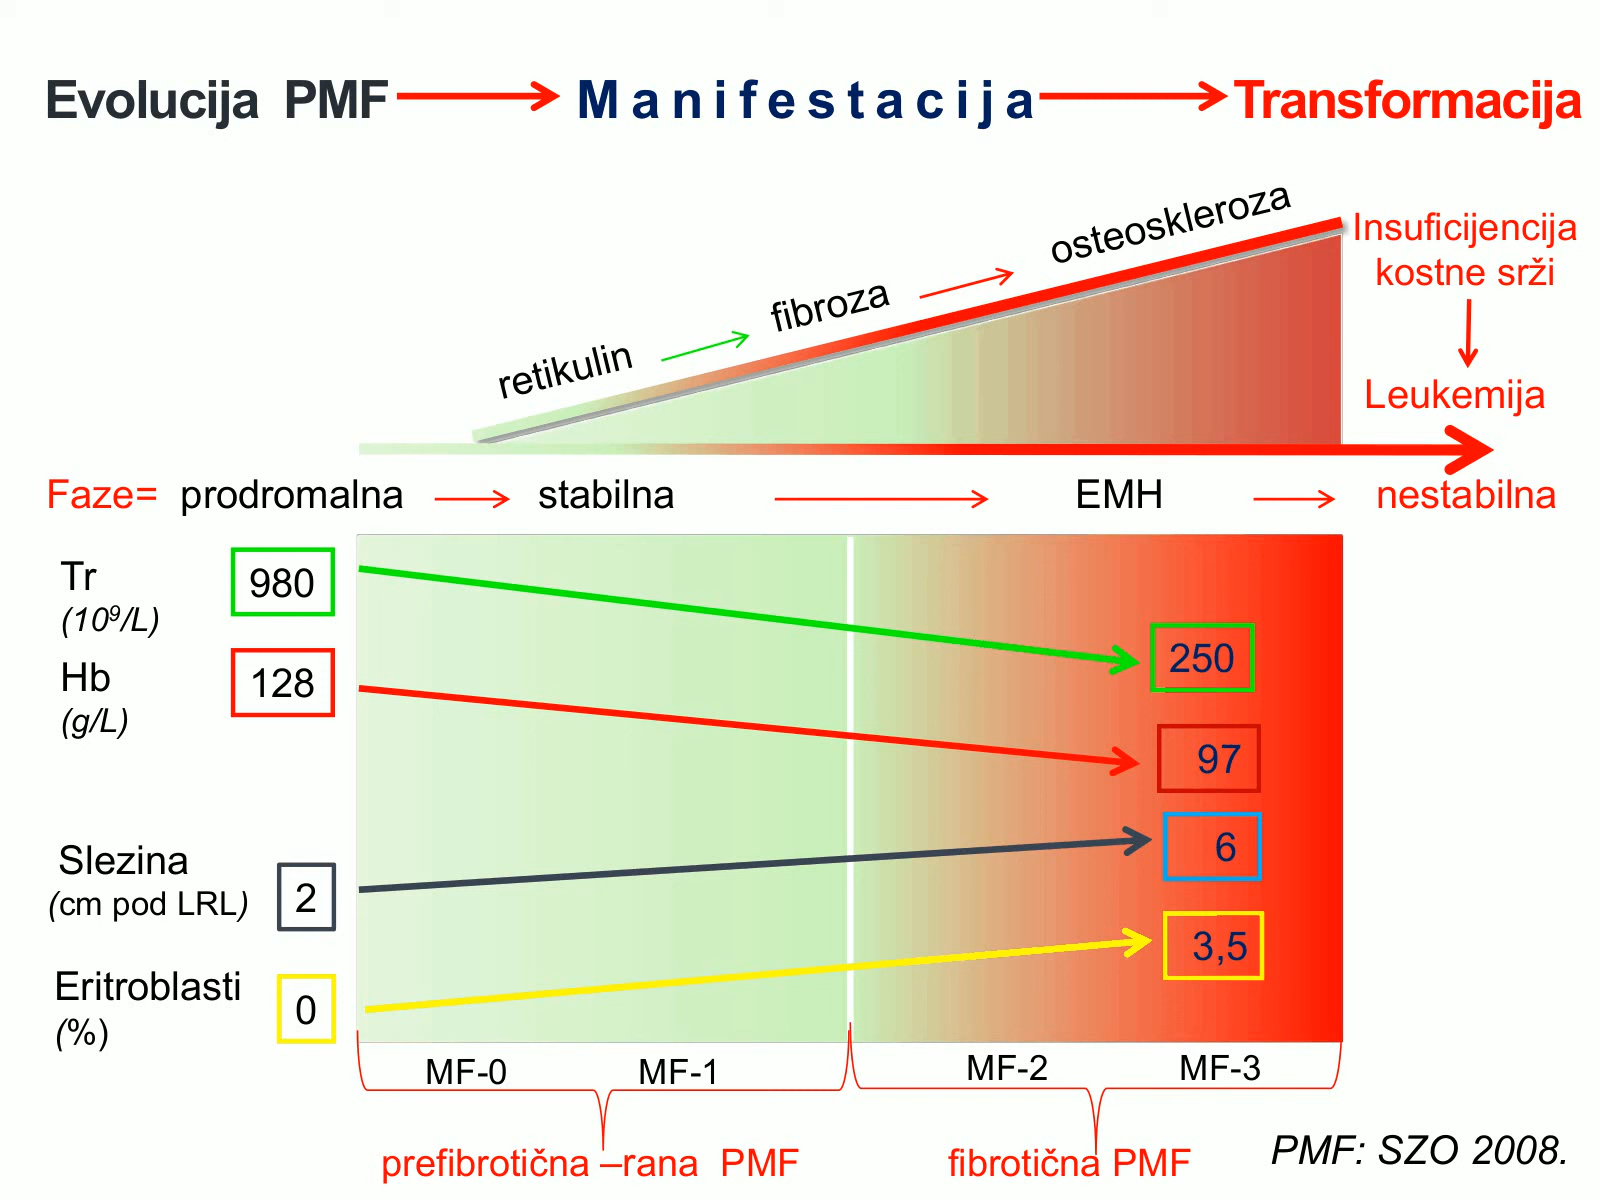 Evolucija PMF Manifestacija Transformacija
retikulin fibroza osteoskleroza
Insuficijencija
kostne srži
Leukemija
Faze= prodromalna stabilna EMH nestabilna
Tr
(10⁹/L)
980
250
Hb
(g/L)
128
97
Slezina
(cm pod LRL)
2
6
Eritroblasti
(%)
0
3,5
MF-0 MF-1 MF-2 MF-3
prefibrotična –rana PMF fibrotična PMF
PMF: SZO 2008.